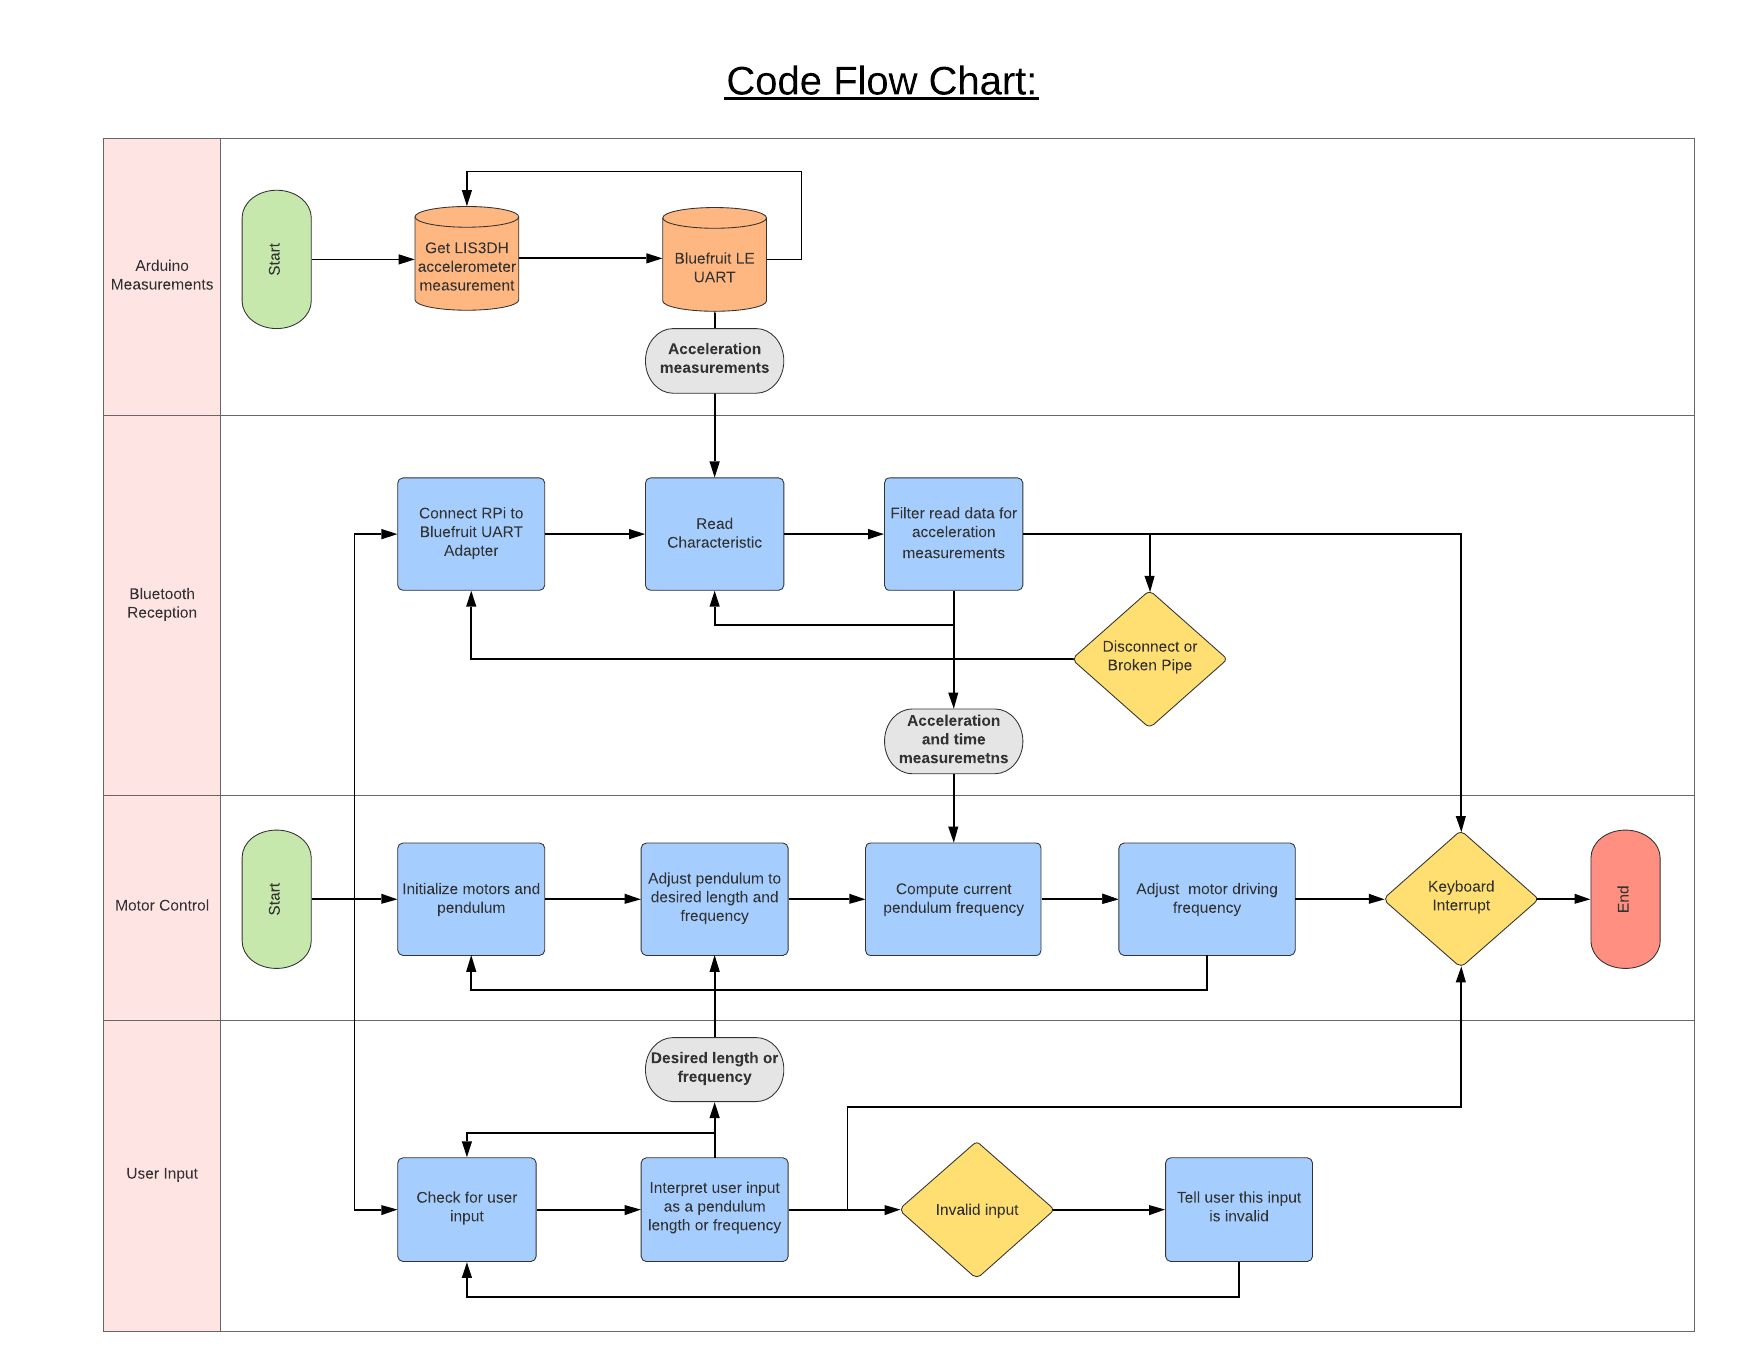 Code Flow Chart:
Arduino
Measurements
Start
Get LIS3DH
accelerometer
measurement
Bluefruit LE
UART
Acceleration
measurements
Bluetooth
Reception
Connect RPi to
Bluefruit UART
Adapter
Read
Characteristic
Filter read data for
acceleration
measurements
Disconnect or
Broken Pipe
Acceleration
and time
measuremetns
Motor Control
Start
Initialize motors and
pendulum
Adjust pendulum to
desired length and
frequency
Compute current
pendulum frequency
Adjust  motor driving
frequency
Keyboard
Interrupt
End
User Input
Desired length or
frequency
Check for user
input
Interpret user input
as a pendulum
length or frequency
Invalid input
Tell user this input
is invalid